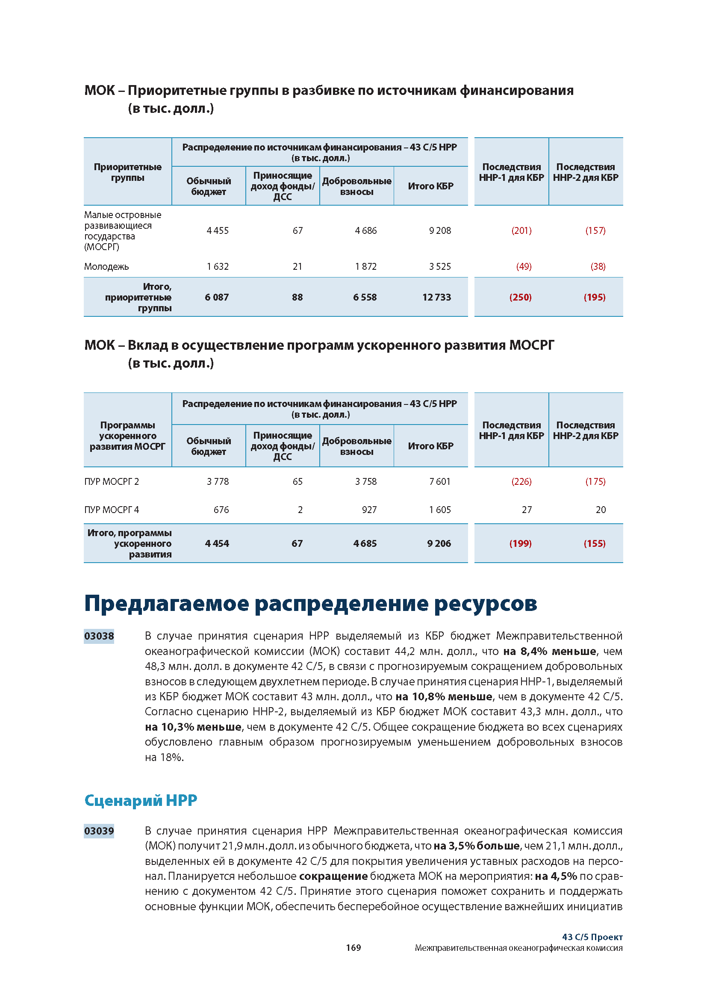 МОК – Приоритетные группы в разбивке по источникам финансирования
(в тыс. долл.)
Приоритетные группы
Распределение по источникам финансирования – 43 C/5 НРР
(в тыс. долл.)
Последствия ННР-1 для КБР
Последствия ННР-2 для КБР
Обычный бюджет
Приносящие доход фонды/ ДСС
Добровольные взносы
Итого КБР
Малые островные
развивающиеся
государства
(МОСРГ)
4 455 67 4 686 9 208 (201) (157)
Молодежь 1 632 21 1 872 3 525 (49) (38)
Итого,
приоритетные
группы
6 087 88 6 558 12 733 (250) (195)
МОК – Вклад в осуществление программ ускоренного развития МОСРГ
(в тыс. долл.)
Программы ускоренного развития МОСРГ
Распределение по источникам финансирования – 43 C/5 НРР
(в тыс. долл.)
Последствия ННР-1 для КБР
Последствия ННР-2 для КБР
Обычный бюджет
Приносящие доход фонды/ ДСС
Добровольные взносы
Итого КБР
ПУР МОСРГ 2 3 778 65 3 758 7 601 (226) (175)
ПУР МОСРГ 4 676 2 927 1 605 27 20
Итого, программы
ускоренного
развития
4 454 67 4 685 9 206 (199) (155)
Предлагаемое распределение ресурсов
03038 В случае принятия сценария НРР выделяемый из КБР бюджет Межправительственной
океанографической комиссии (МОК) составит 44,2 млн. долл., что на 8,4% меньше, чем
48,3 млн. долл. в документе 42 C/5, в связи с прогнозируемым сокращением добровольных
взносов в следующем двухлетнем периоде. В случае принятия сценария ННР-1, выделяемый
из КБР бюджет МОК составит 43 млн. долл., что на 10,8% меньше, чем в документе 42 C/5.
Согласно сценарию ННР-2, выделяемый из КБР бюджет МОК составит 43,3 млн. долл., что
на 10,3% меньше, чем в документе 42 C/5. Общее сокращение бюджета во всех сценариях
обусловлено главным образом прогнозируемым уменьшением добровольных взносов
на 18%.
Сценарий НРР
03039 В случае принятия сценария НРР Межправительственная океанографическая комиссия
(МОК) получит 21,9 млн. долл. из обычного бюджета, что на 3,5% больше, чем 21,1 млн. долл.,
выделенных ей в документе 42 C/5 для покрытия увеличения уставных расходов на персо-
нал. Планируется небольшое сокращение бюджета МОК на мероприятия: на 4,5% по срав-
нению с документом 42 C/5. Принятие этого сценария поможет сохранить и поддержать
основные функции МОК, обеспечить бесперебойное осуществление важнейших инициатив
43 C/5 Проект
169 Межправительственная океанографическая комиссия